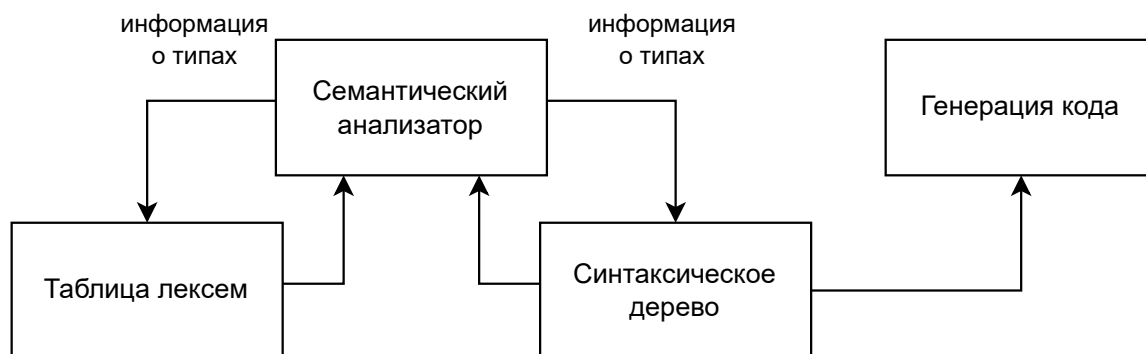 информация
о типах
информация
о типах
Семантический
анализатор
Генерация кода
Таблица лексем
Синтаксическое
дерево